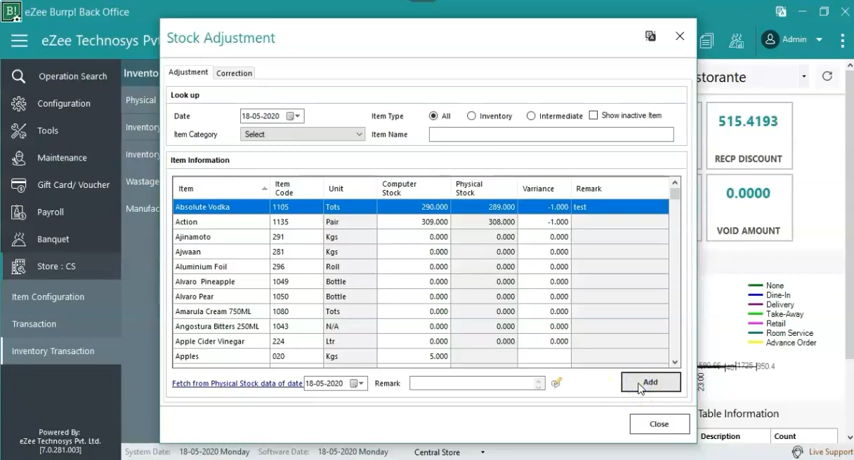 B! eZee Burrp! Back Office
eZee Technosys Pvt.
Admin
Operation Search
Configuration
Tools
Maintenance
Gift Card/ Voucher
Payroll
Banquet
Store : CS
Item Configuration
Transaction
Inventory Transaction
Powered By:
eZee Technosys Pvt. Ltd.
[7.0.281.003]
Invento
Physical
Inventory
Inventory
Wastage
Manufac
Stock Adjustment
Adjustment Correction
Look up
Date 18-05-2020 Item Type All Inventory Intermediate Show inactive Item
Item Category Select Item Name
Item Information
Item Item Code Unit Computer Stock Physical Stock Varriance Remark
Absolute Vodka 1105 Tots 290.000 289.000 -1.000 test
Action 1135 Pair 309.000 308.000 -1.000
Ajinamoto 291 Kgs 0.000 0.000 0.000
Ajwaan 281 Kgs 0.000 0.000 0.000
Aluminium Foil 296 Roll 0.000 0.000 0.000
Alvaro Pineapple 1049 Bottle 0.000 0.000 0.000
Alvaro Pear 1050 Bottle 0.000 0.000 0.000
Amarula Cream 750ML 1080 Tots 0.000 0.000 0.000
Angostura Bitters 250ML 1043 N/A 0.000 0.000 0.000
Apple Cider Vinegar 224 Ltr 0.000 0.000 0.000
Apples 020 Kgs 5.000
Fetch from Physical Stock data of date 18-05-2020 Remark Add
Close
storante
515.4193
RECP DISCOUNT
0.0000
VOID AMOUNT
None
Dine-In
Delivery
Take-Away
Retail
Room Service
Advance Order
1725
950.4
23:00
Table Information
Description Count
System Date: 18-05-2020 Monday Software Date: 18-05-2020 Monday Central Store Live Support